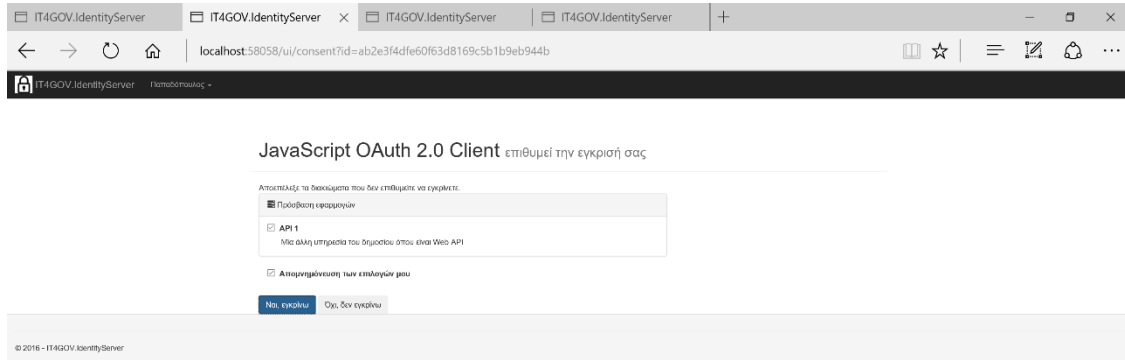 IT4GOV.IdentityServer
IT4GOV.IdentityServer
IT4GOV.IdentityServer
IT4GOV.IdentityServer
localhost:58058/ui/consent?id=ab2e3f4dfe60f63d8169c5b1b9eb944b
IT4GOV.IdentityServer Παπαδόπουλος
JavaScript OAuth 2.0 Client επιθυμεί την εγκρισή σας
Αποεπέλεξε τα δικαιώματα που δεν επιθυμείτε να εγκρίνετε.
Πρόσβαση εφαρμογών
API 1
Μια άλλη υπηρεσία του δημοσίου όπου είναι Web API
Απομνημόνευση των επιλογών μου
Ναι, εγκρίνω Όχι, δεν εγκρίνω
© 2016 - IT4GOV.IdentityServer